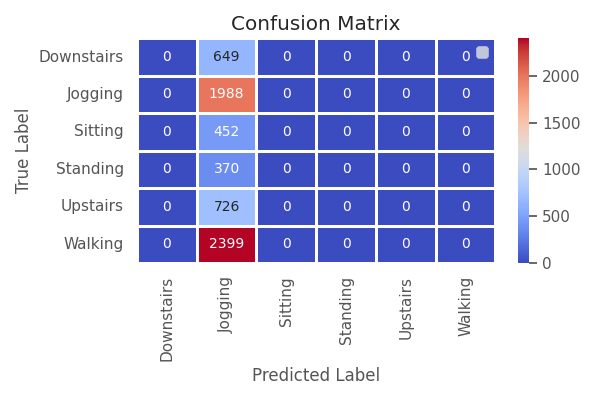 Confusion Matrix
True Label
Downstairs 0 649 0 0 0 0
Jogging 0 1988 0 0 0 0
Sitting 0 452 0 0 0 0
Standing 0 370 0 0 0 0
Upstairs 0 726 0 0 0 0
Walking 0 2399 0 0 0 0
Downstairs Jogging Sitting Standing Upstairs Walking
Predicted Label
2000
1500
1000
500
0